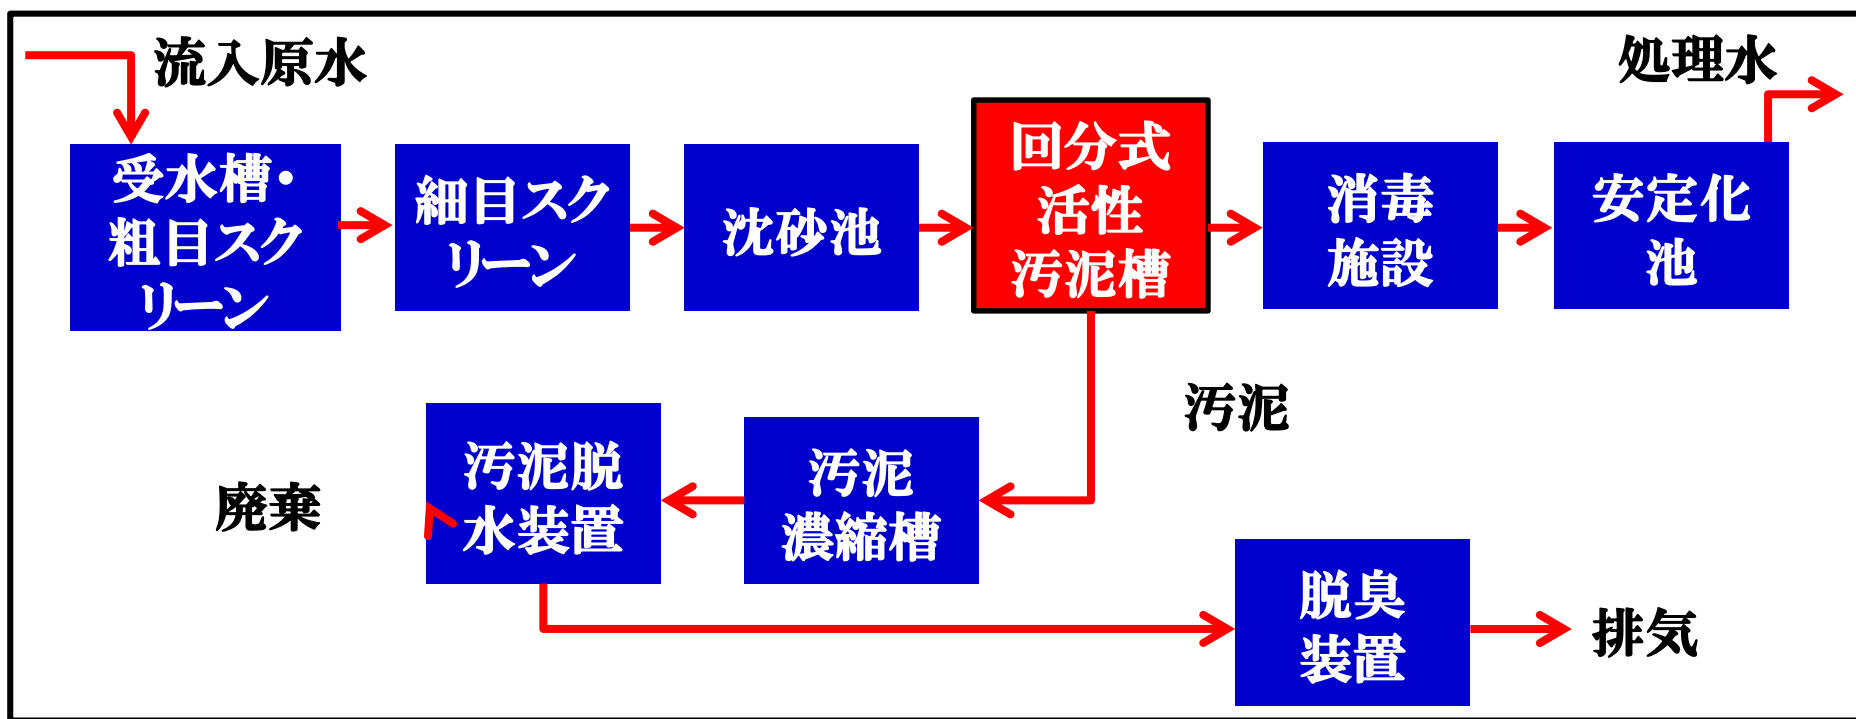 流入原水
処理水
受水槽・
粗目スク
リーン
細目スク
リーン
沈砂池
回分式
活性
汚泥槽
消毒
施設
安定化
池
汚泥
廃棄
汚泥脱
水装置
汚泥
濃縮槽
脱臭
装置
排気